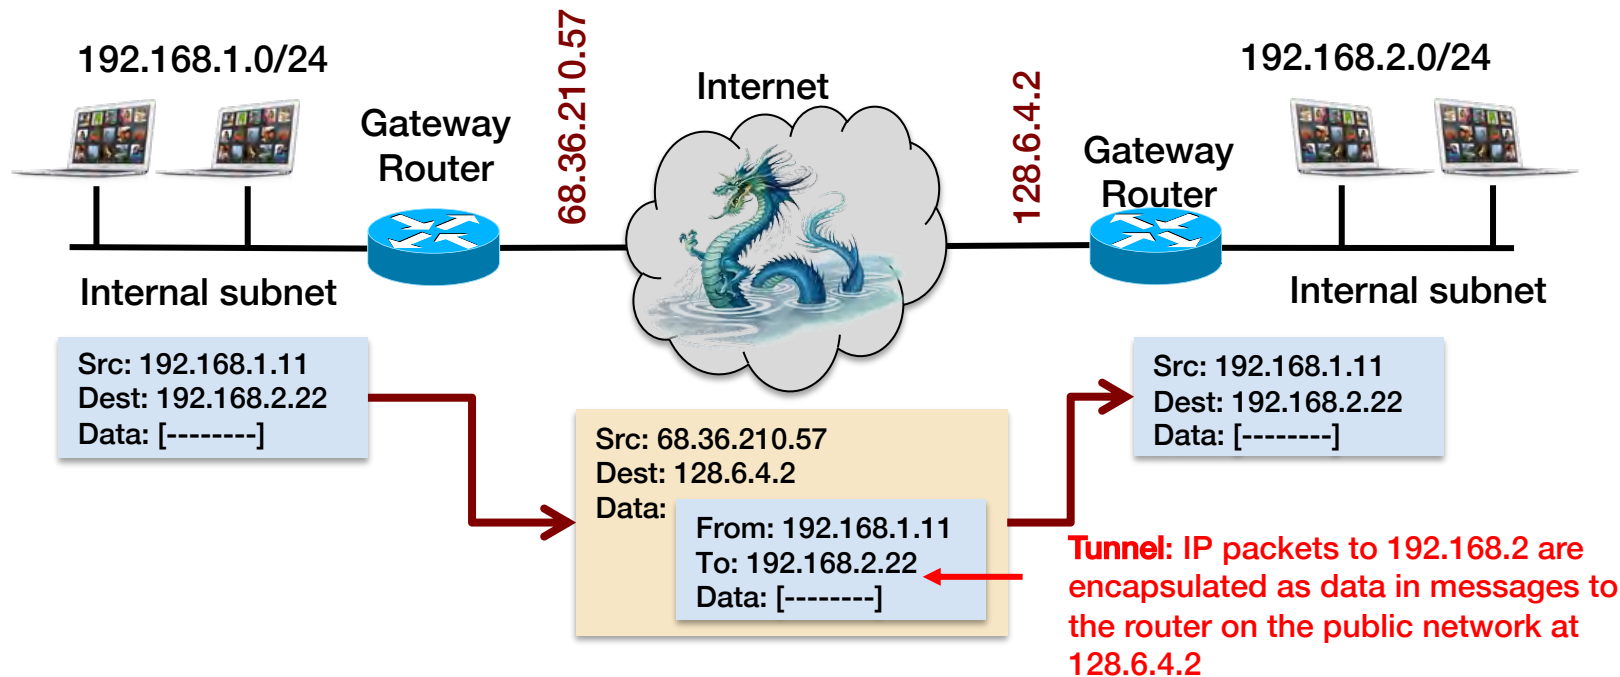 192.168.1.0/24
Gateway
Router
68.36.210.57
Internet
128.6.4.2
Gateway
Router
192.168.2.0/24
Internal subnet
Internal subnet
Src: 192.168.1.11
Dest: 192.168.2.22
Data: [--------]
Src: 68.36.210.57
Dest: 128.6.4.2
Data:
From: 192.168.1.11
To: 192.168.2.22
Data: [--------]
Src: 192.168.1.11
Dest: 192.168.2.22
Data: [--------]
Tunnel: IP packets to 192.168.2 are
encapsulated as data in messages to
the router on the public network at
128.6.4.2